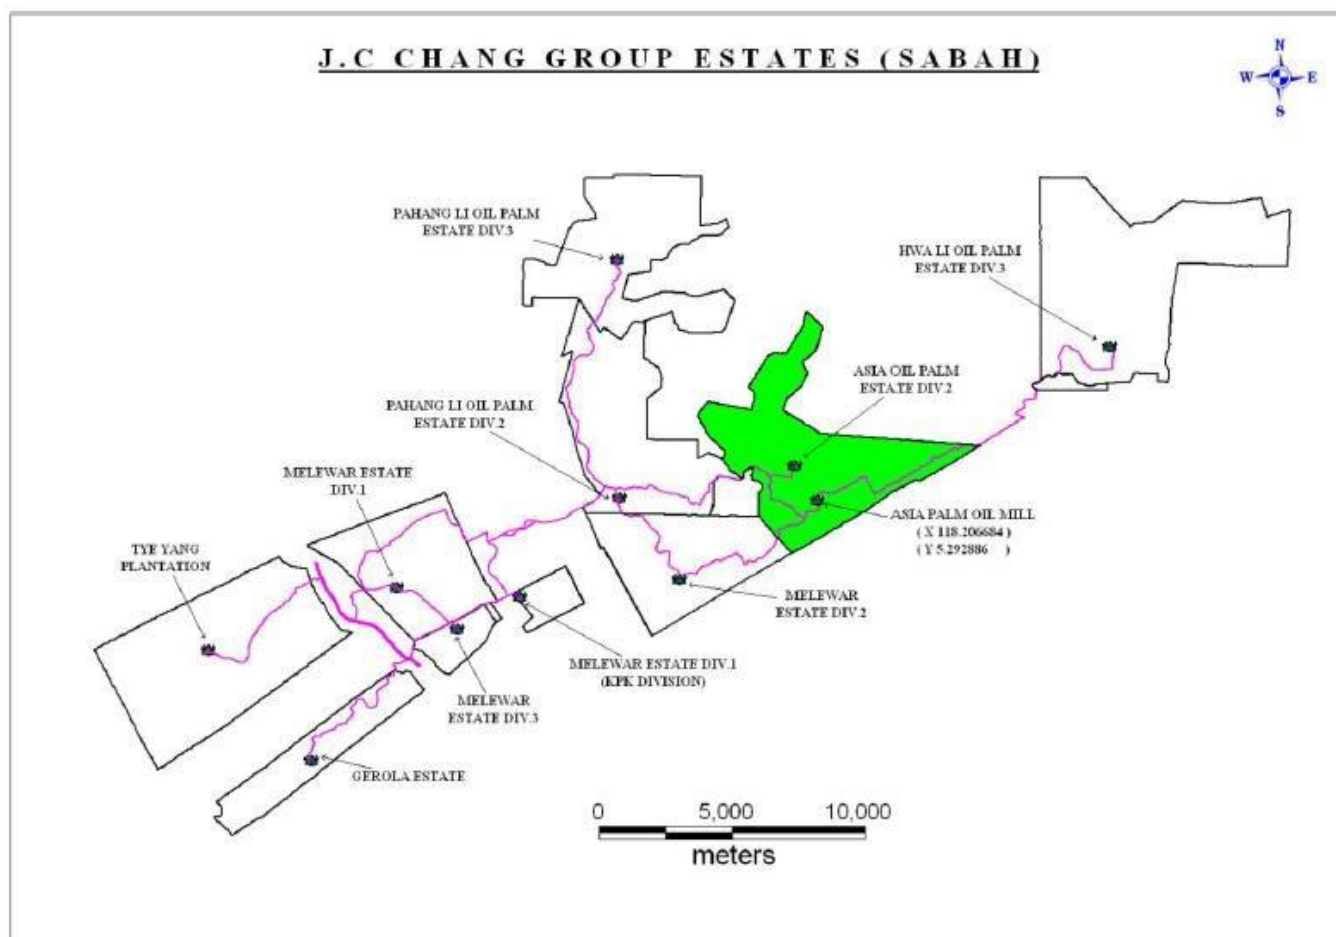 J.C CHANG GROUP ESTATES (SABAH)
N
W E
S
PAHANG LI OIL PALM
ESTATE DIV.3
HWA LI OIL PALM
ESTATE DIV.3
ASIA OIL PALM
ESTATE DIV.2
PAHANG LI OIL PALM
ESTATE DIV.2
MELEWAR ESTATE
DIV.1
ASIA PALM OIL MILL
( X 118.206684 )
( Y 5.292886 )
TYE YANG
PLANTATION
MELEWAR
ESTATE DIV.2
MELEWAR ESTATE DIV.1
(KPK DIVISION)
MELEWAR
ESTATE DIV.3
GEROLA ESTATE
0 5,000 10,000
meters